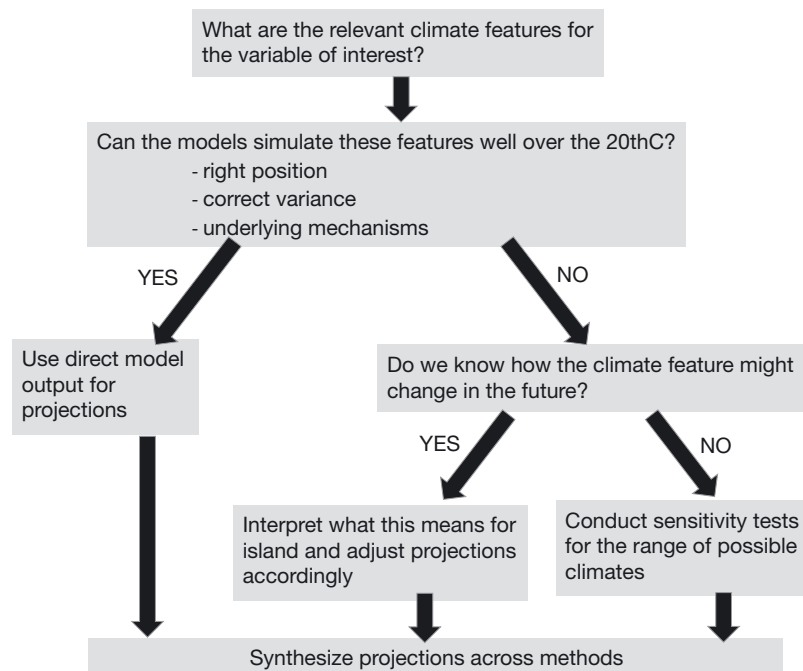 What are the relevant climate features for
the variable of interest?
Can the models simulate these features well over the 20thC?
- right position
- correct variance
- underlying mechanisms
YES
NO
Use direct model
output for
projections
Do we know how the climate feature might
change in the future?
YES
NO
Interpret what this means for
island and adjust projections
accordingly
Conduct sensitivity tests
for the range of possible
climates
Synthesize projections across methods